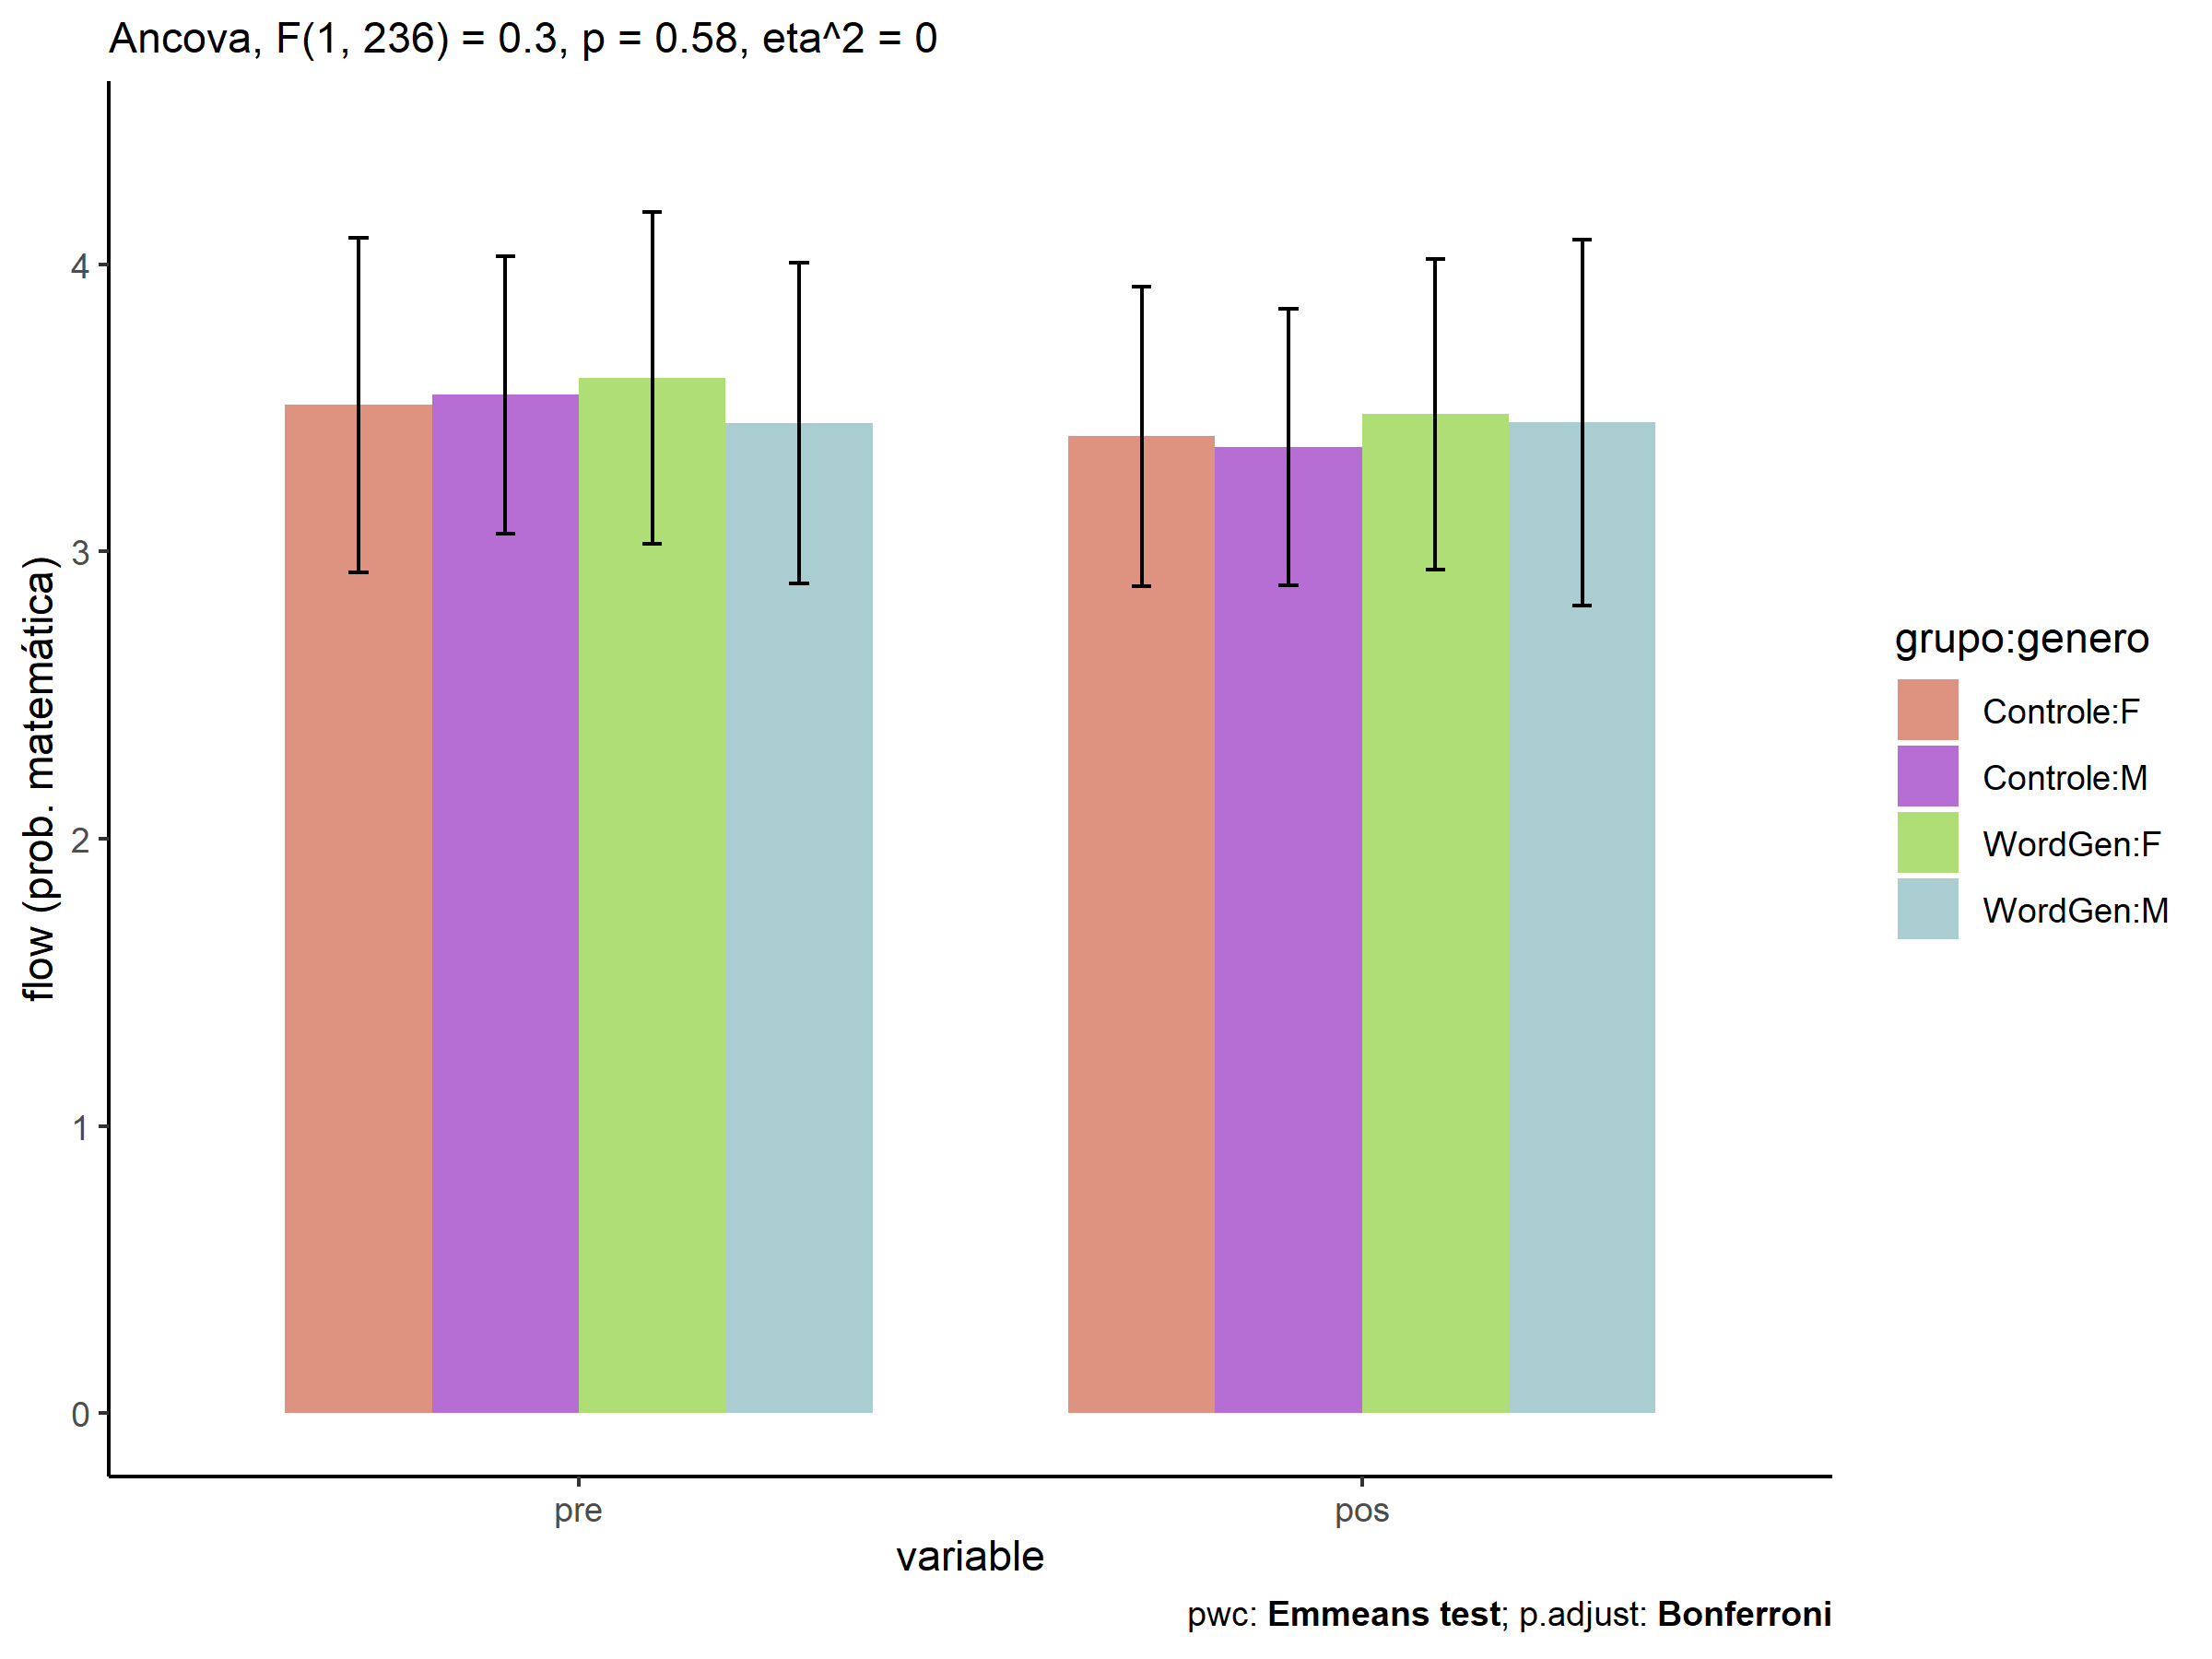 Ancova, F(1, 236) = 0.3, p = 0.58, eta^2 = 0
flow (prob. matemática)
4
3
2
1
0
pre
pos
variable
grupo:genero
Controle:F
Controle:M
WordGen:F
WordGen:M
pwc: Emmeans test; p.adjust: Bonferroni